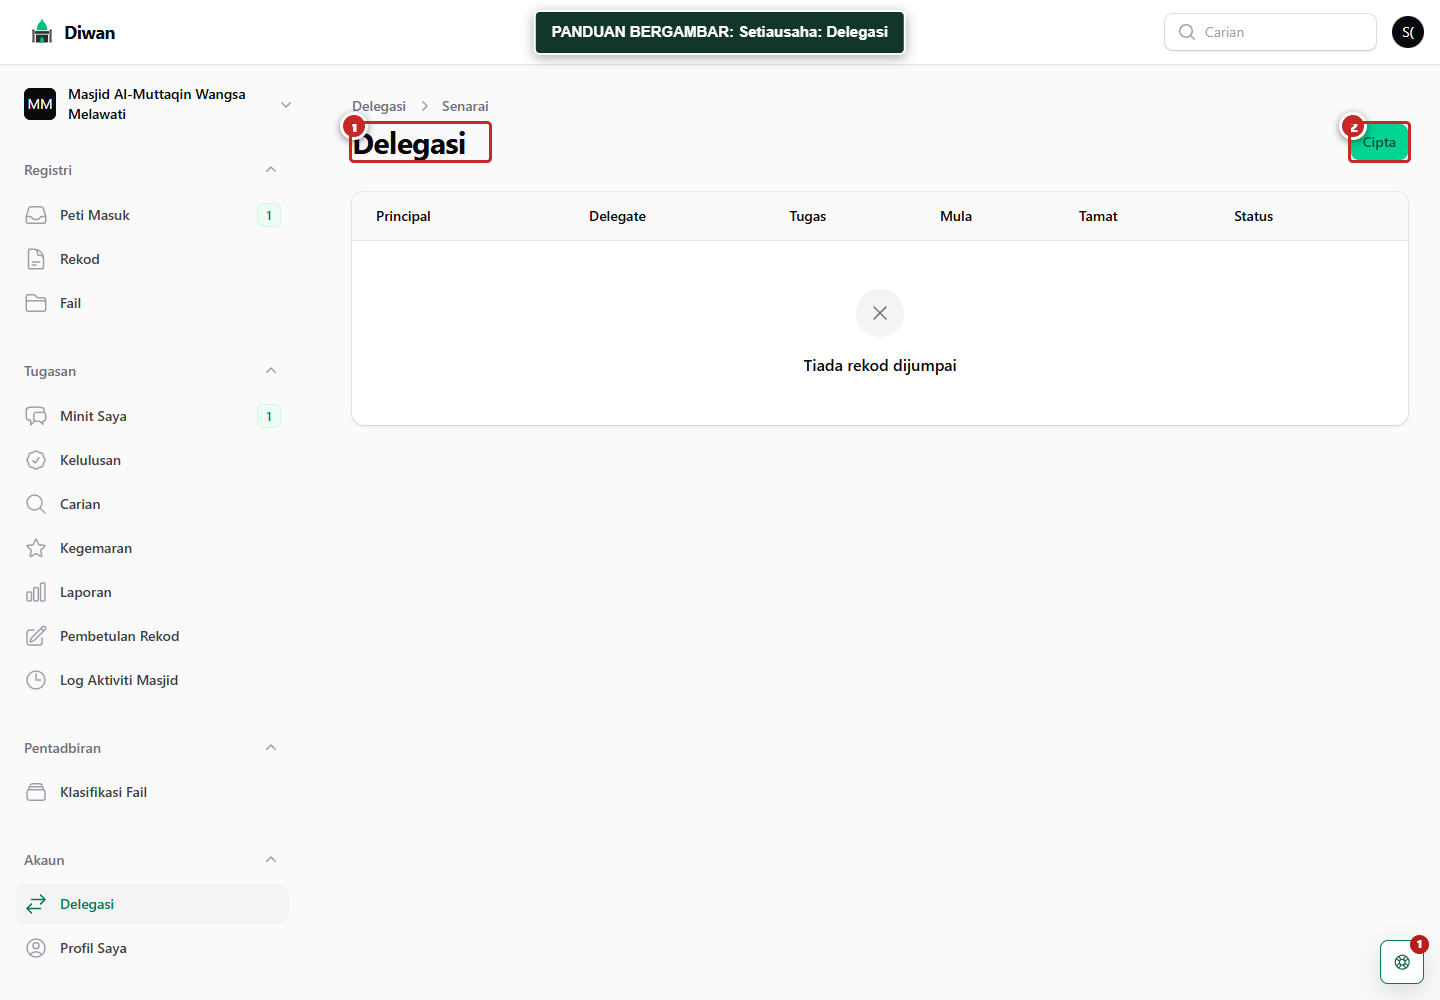 Diwan
PANDUAN BERGAMBAR: Setiausaha: Delegasi
Carian
S(
MM
Masjid Al-Muttaqin Wangsa
Melawati
Registri
Peti Masuk
1
Rekod
Fail
Tugasan
Minit Saya
1
Kelulusan
Carian
Kegemaran
Laporan
Pembetulan Rekod
Log Aktiviti Masjid
Pentadbiran
Klasifikasi Fail
Akaun
Delegasi
Profil Saya
Delegasi
Senarai
1
Delegasi
2
Cipta
Principal
Delegate
Tugas
Mula
Tamat
Status
Tiada rekod dijumpai
1